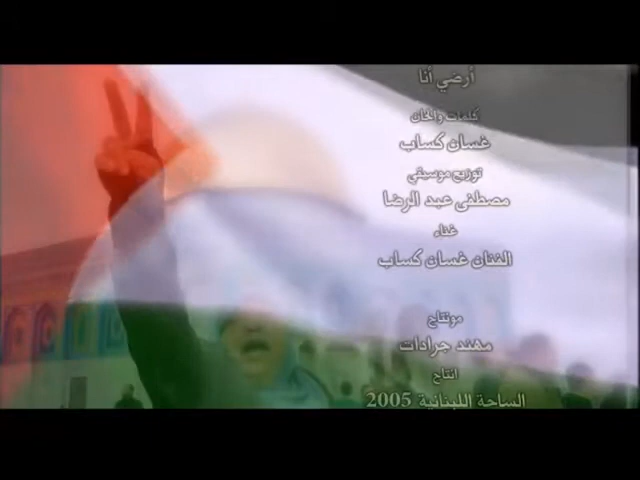 أرضي أنا
كلمات والحان
غسان كساب
توزيع موسيقي
مصطفى عبد الرضا
غناء
الفنان غسان كساب
مونتاج
مهند جرادات
انتاج
الساحة اللبنانية 2005